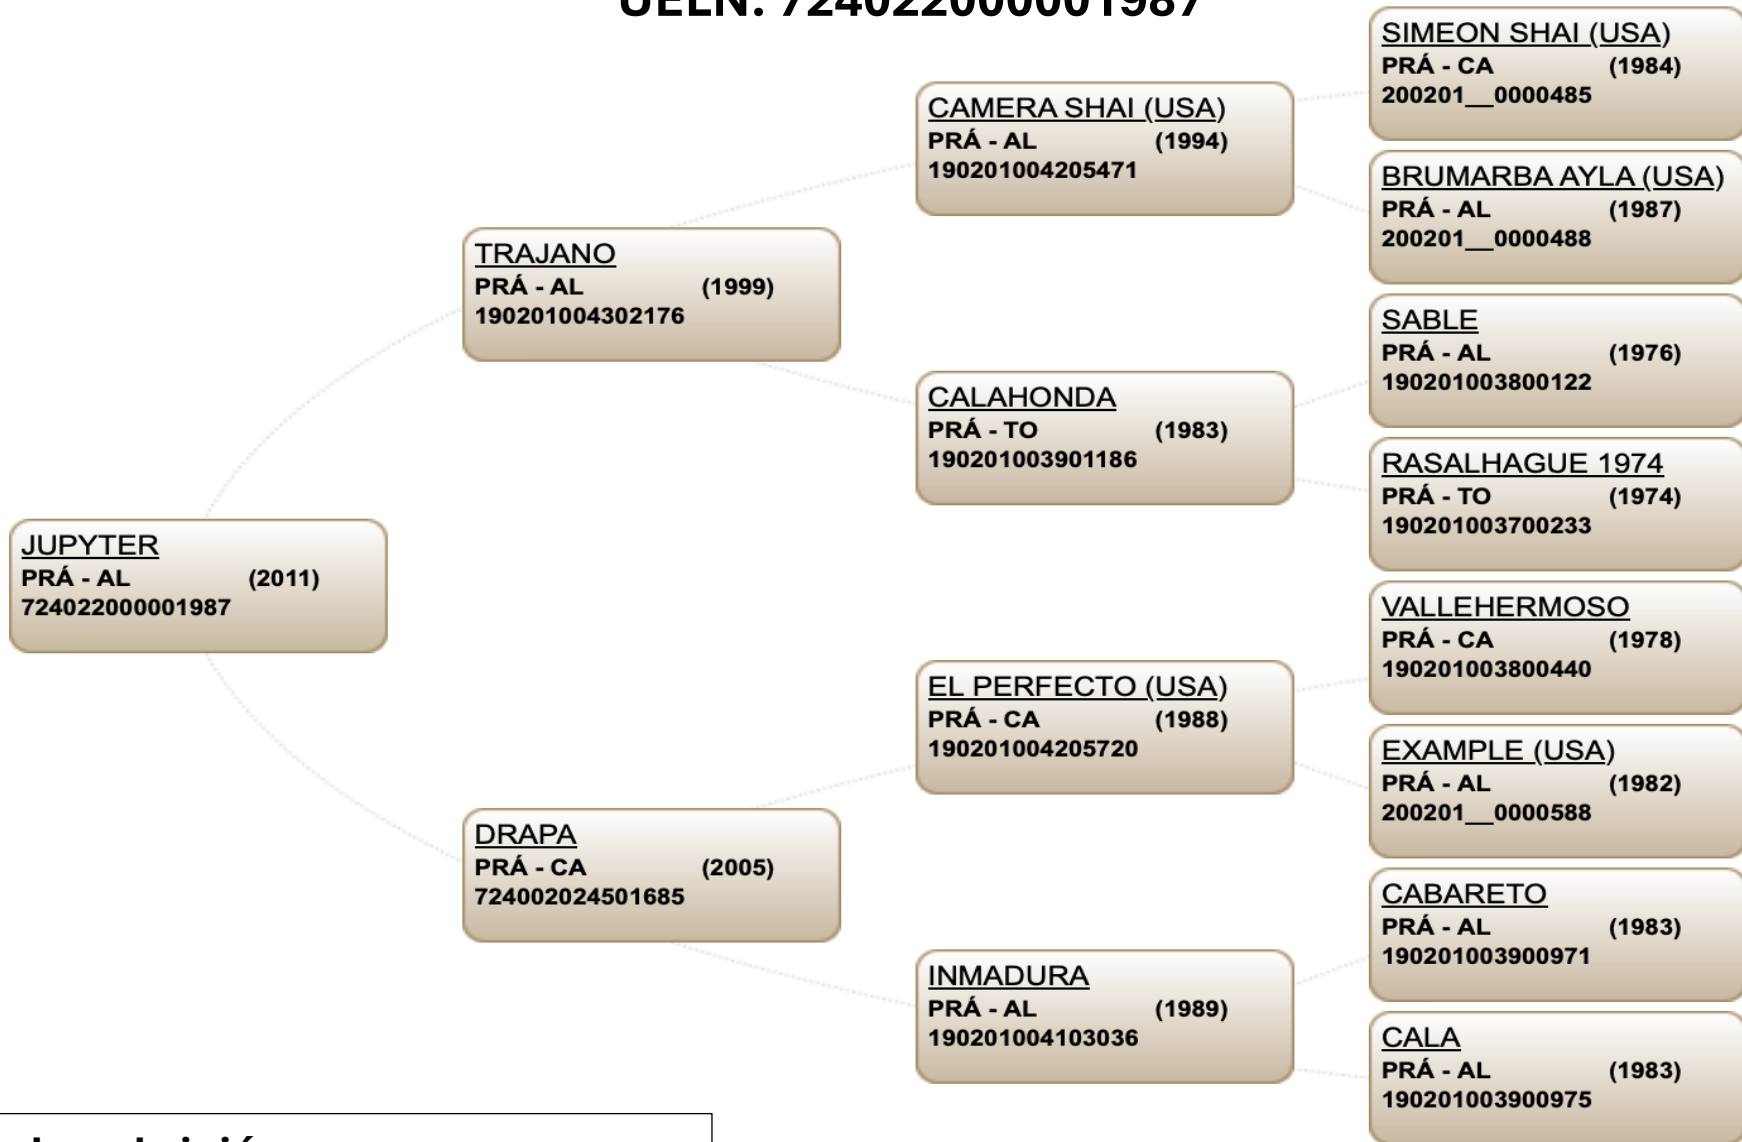 UELN: 724022000001987
SIMEON SHAI (USA)
PRÁ - CA (1984)
200201__0000485
CAMERA SHAI (USA)
PRÁ - AL (1994)
190201004205471
BRUMARBA AYLA (USA)
PRÁ - AL (1987)
200201__0000488
TRAJANO
PRÁ - AL (1999)
190201004302176
SABLE
PRÁ - AL (1976)
190201003800122
CALAHONDA
PRÁ - TO (1983)
190201003901186
RASALHAGUE 1974
PRÁ - TO (1974)
190201003700233
JUPYTER
PRÁ - AL (2011)
724022000001987
VALLEHERMOSO
PRÁ - CA (1978)
190201003800440
EL PERFECTO (USA)
PRÁ - CA (1988)
190201004205720
EXAMPLE (USA)
PRÁ - AL (1982)
200201__0000588
DRAPA
PRÁ - CA (2005)
724002024501685
CABARETO
PRÁ - AL (1983)
190201003900971
INMADURA
PRÁ - AL (1989)
190201004103036
CALA
PRÁ - AL (1983)
190201003900975